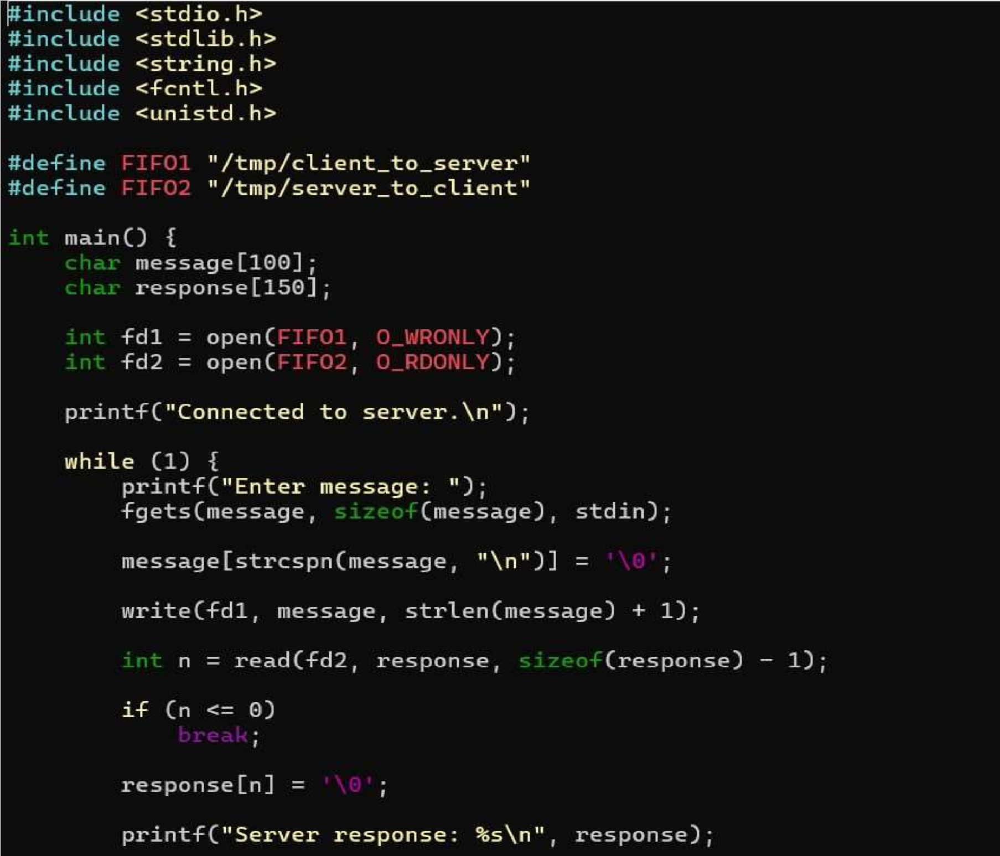 #include <stdio.h>
#include <stdlib.h>
#include <string.h>
#include <fcntl.h>
#include <unistd.h>

#define FIFO1 "/tmp/client_to_server"
#define FIFO2 "/tmp/server_to_client"

int main() {
    char message[100];
    char response[150];

    int fd1 = open(FIFO1, O_WRONLY);
    int fd2 = open(FIFO2, O_RDONLY);

    printf("Connected to server.\n");

    while (1) {
        printf("Enter message: ");
        fgets(message, sizeof(message), stdin);

        message[strcspn(message, "\n")] = '\0';

        write(fd1, message, strlen(message) + 1);

        int n = read(fd2, response, sizeof(response) - 1);

        if (n <= 0)
            break;

        response[n] = '\0';

        printf("Server response: %s\n", response);